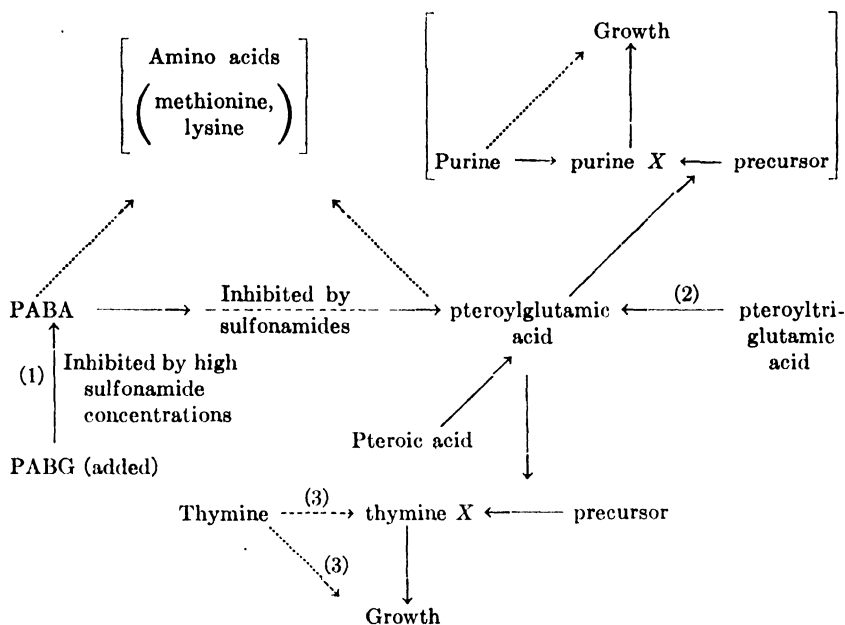 Growth
Amino acids
(methionine,
lysine)
Purine
purine X
precursor
PABA
Inhibited by
sulfonamides
pteroylglutamic
acid
(2)
pteroyltri-
glutamic
acid
(1)
Inhibited by high
sulfonamide
concentrations
Pteroic acid
PABG (added)
Thymine
(3)
thymine X
precursor
(3)
Growth